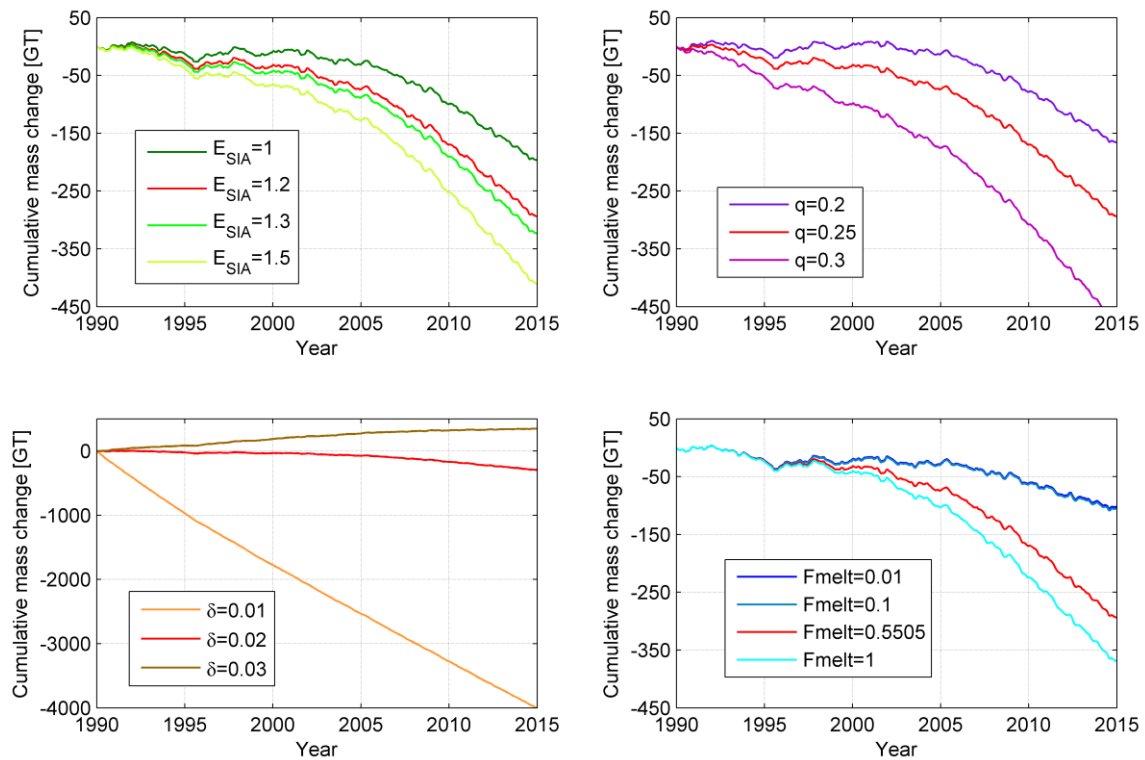 Cumulative mass change [GT]
50
-50
-150
-250
-350
-450
E_SIA=1
E_SIA=1.2
E_SIA=1.3
E_SIA=1.5
1990 1995 2000 2005 2010 2015
Year
Cumulative mass change [GT]
50
-50
-150
-250
-350
-450
q=0.2
q=0.25
q=0.3
1990 1995 2000 2005 2010 2015
Year
Cumulative mass change [GT]
0
-1000
-2000
-3000
-4000
δ=0.01
δ=0.02
δ=0.03
1990 1995 2000 2005 2010 2015
Year
Cumulative mass change [GT]
50
-50
-150
-250
-350
-450
Fmelt=0.01
Fmelt=0.1
Fmelt=0.5505
Fmelt=1
1990 1995 2000 2005 2010 2015
Year